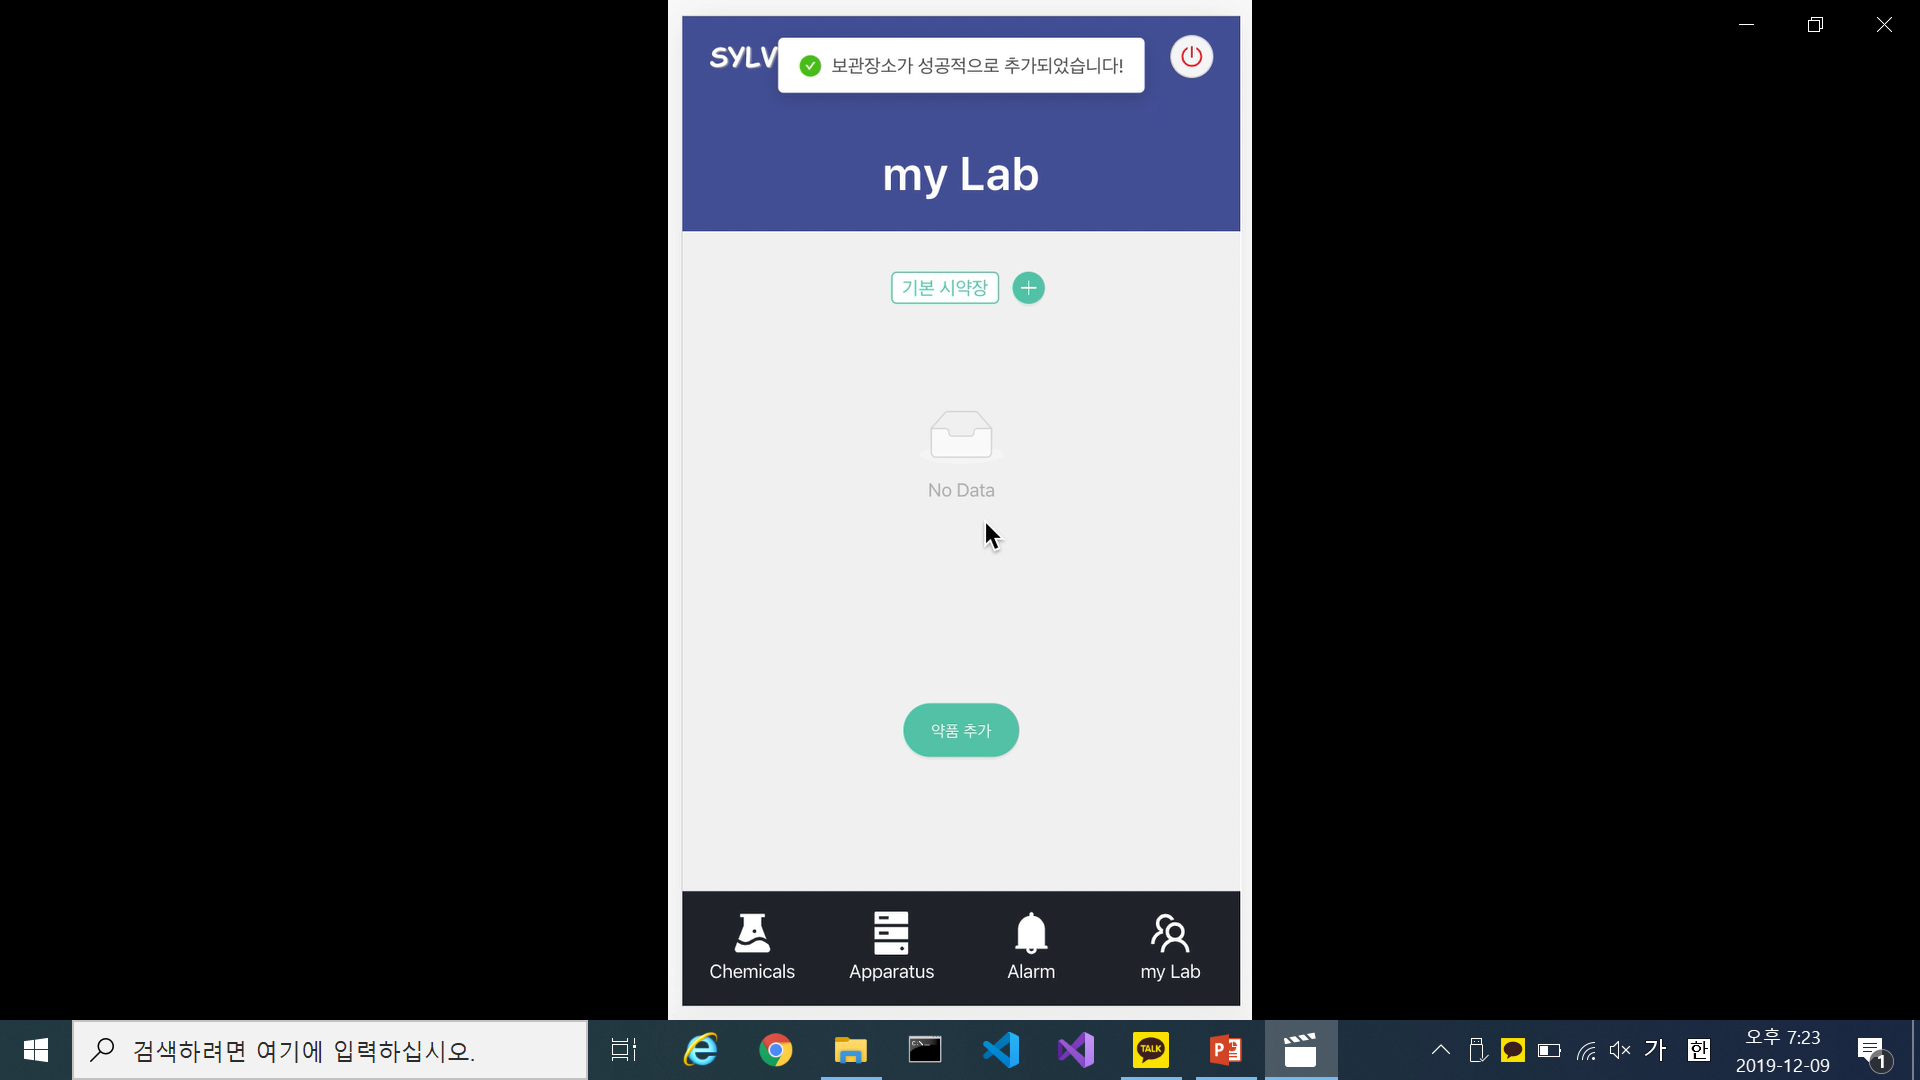 SYLV
보관장소가 성공적으로 추가되었습니다!
my Lab
기본 시약장
No Data
약품 추가
Chemicals
Apparatus
Alarm
my Lab
검색하려면 여기에 입력하십시오.
C:\_
TALK
P
가
한
오후 7:23
2019-12-09
1